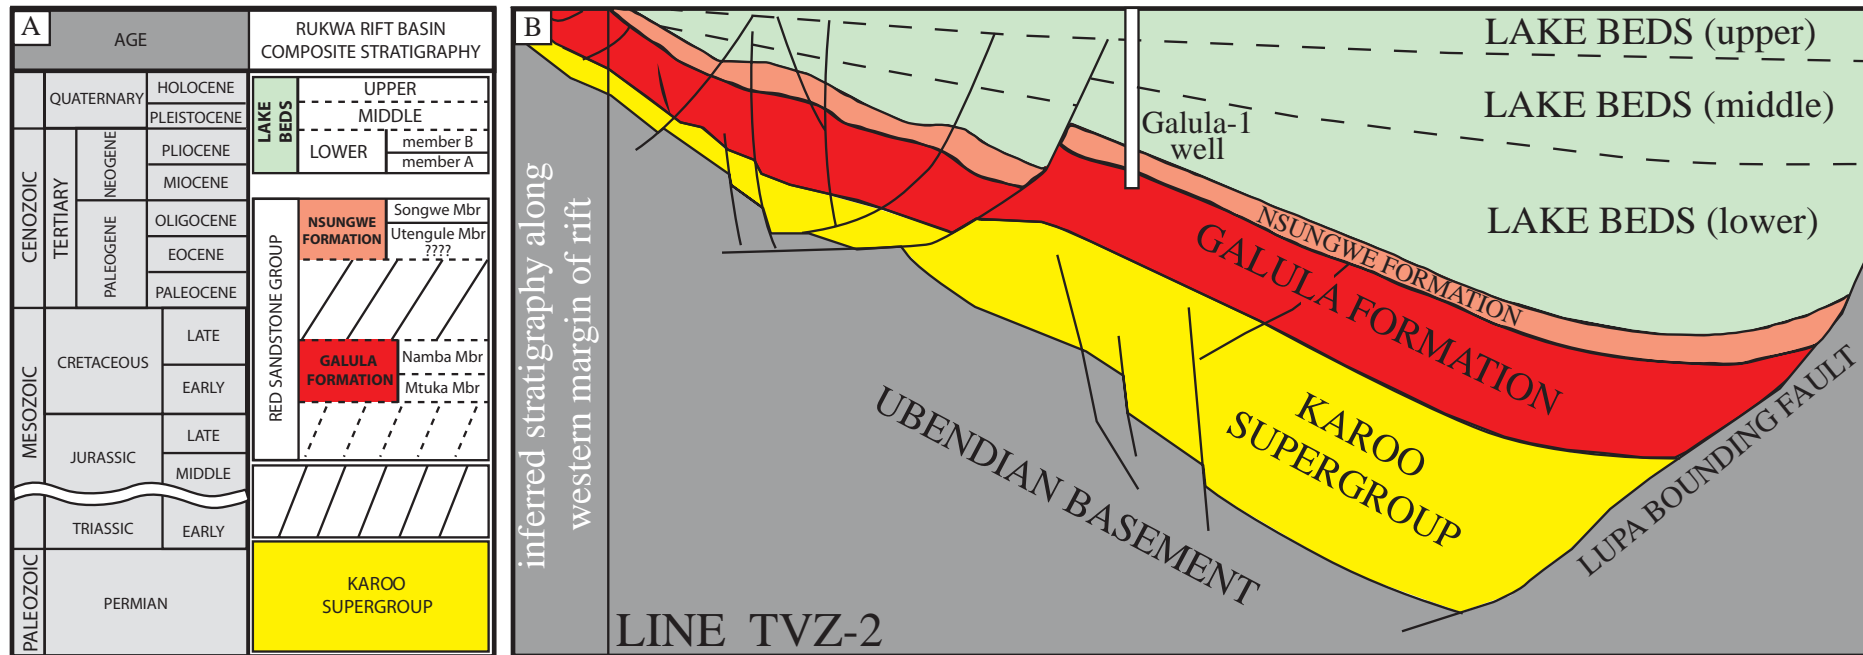 A
AGE
RUKWA RIFT BASIN
COMPOSITE STRATIGRAPHY
CENOZOIC
MESOZOIC
PALEOZOIC
QUATERNARY
TERTIARY
NEOGENE
PALEOGENE
CRETACEOUS
JURASSIC
TRIASSIC
PERMIAN
HOLOCENE
PLEISTOCENE
PLIOCENE
MIOCENE
OLIGOCENE
EOCENE
PALEOCENE
LATE
EARLY
LATE
MIDDLE
EARLY
LAKE
BEDS
UPPER
MIDDLE
LOWER
member B
member A
RED SANDSTONE GROUP
NSUNGWE
FORMATION
Songwe Mbr
Utengule Mbr
????
GALULA
FORMATION
Namba Mbr
Mtuka Mbr
KAROO
SUPERGROUP
B
LAKE BEDS (upper)
LAKE BEDS (middle)
LAKE BEDS (lower)
Galula-1
well
NSUNGWE FORMATION
GALULA FORMATION
KAROO
SUPERGROUP
UBENDIAN BASEMENT
LUPA BOUNDING FAULT
inferred stratigraphy along
western margin of rift
LINE TVZ-2